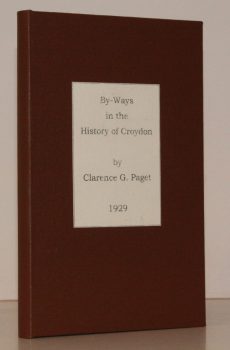 By-Ways
in the
History of Croydon
by
Clarence G. Paget
1929